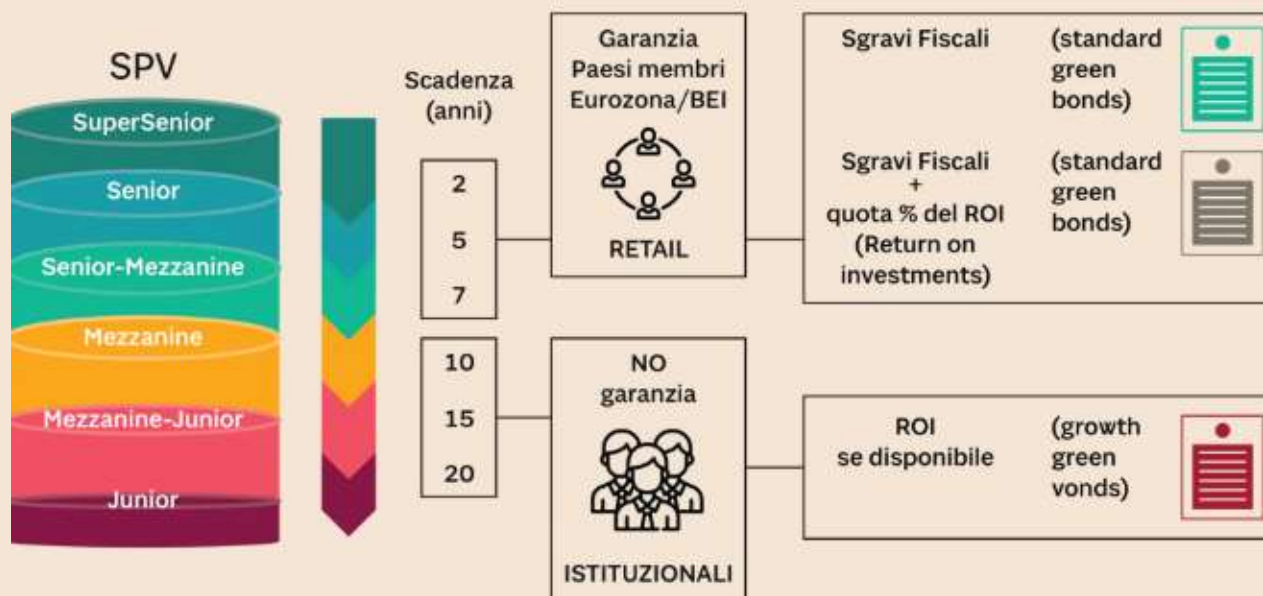 SPV
SuperSenior
Senior
Senior-Mezzanine
Mezzanine
Mezzanine-Junior
Junior
Scadenza
(anni)
2
5
7
10
15
20
Garanzia
Paesi membri
Eurozona/BEI
RETAIL
NO
garanzia
ISTITUZIONALI
Sgravi Fiscali
(standard
green
bonds)
Sgravi Fiscali
+
quota % del ROI
(Return on
investments)
(standard
green
bonds)
ROI
se disponibile
(growth
green
vonds)